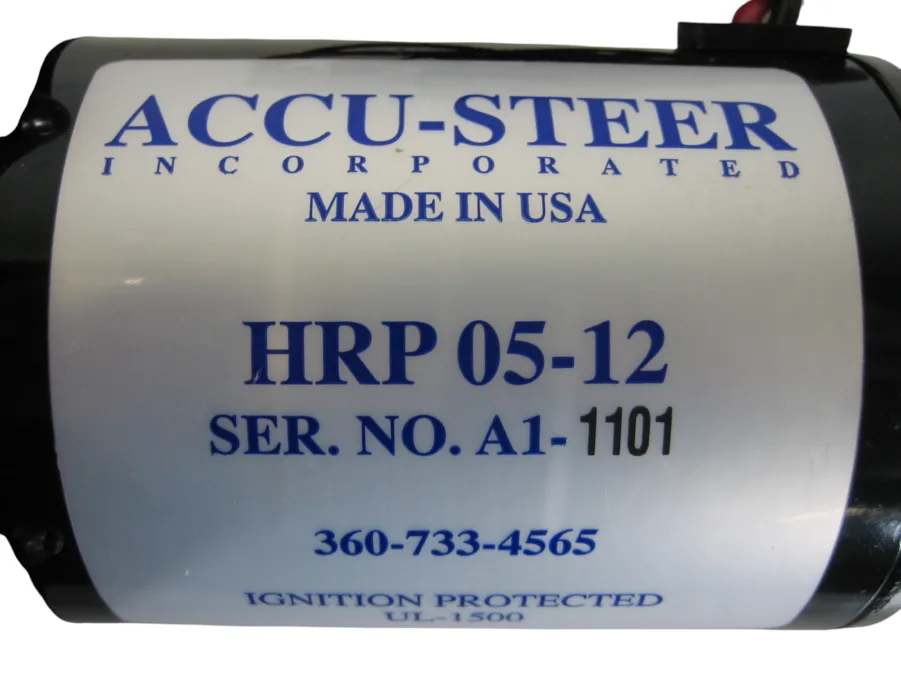 ACCU-STEER
INCORPORATED
MADE IN USA
HRP 05-12
SER. NO. A1-1101
360-733-4565
IGNITION PROTECTED
UL-1500